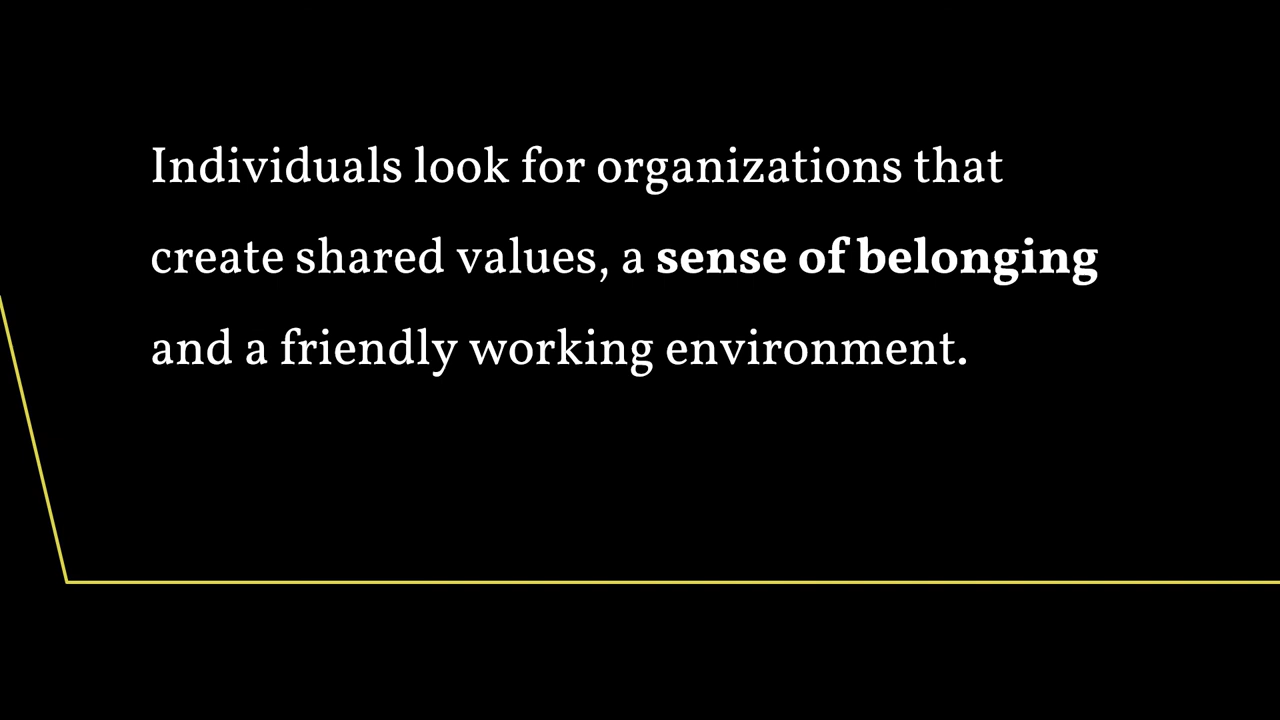 Individuals look for organizations that
create shared values, a sense of belonging
and a friendly working environment.